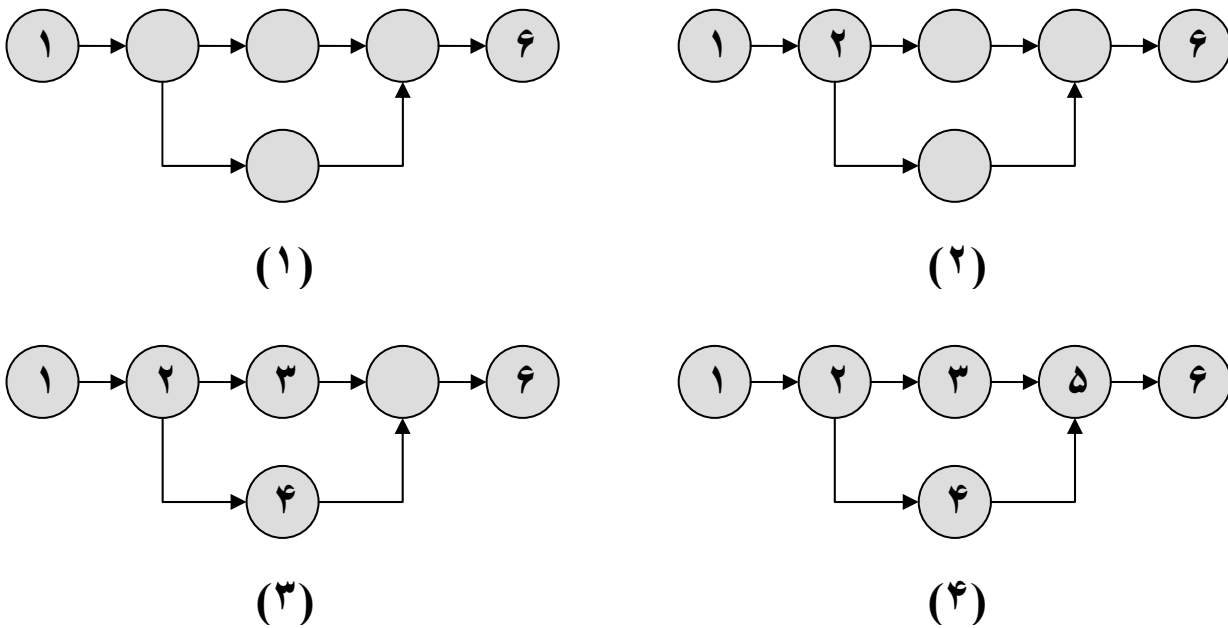 ۱ ۶
(۱)
۱ ۲ ۶
(۲)
۱ ۲ ۳ ۶
۴
(۳)
۱ ۲ ۳ ۵ ۶
۴
(۴)